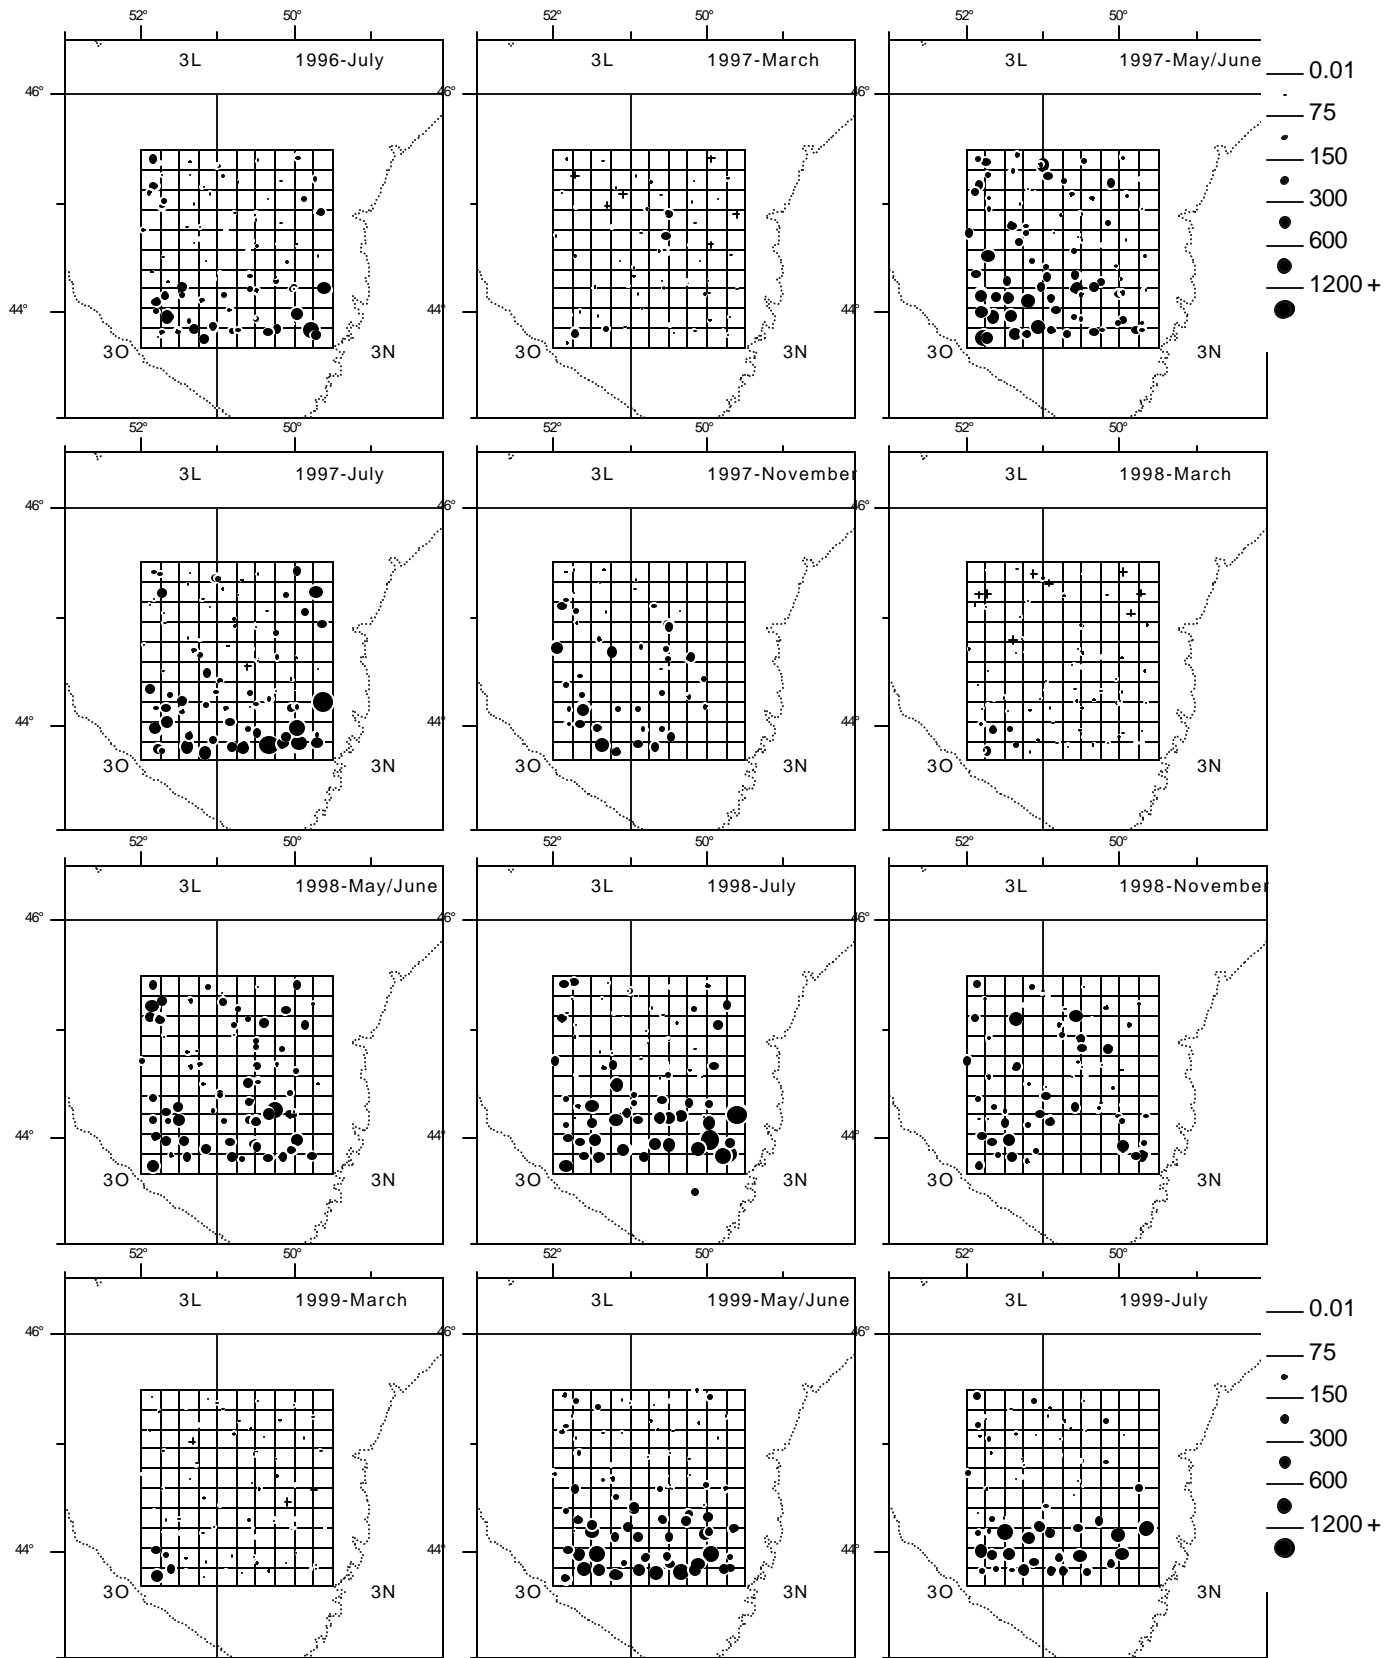 52° 50° 52° 50° 52° 50°
3L 1996-July 3L 1997-March 3L 1997-May/June
0.01
46° 46° 46°
75
150
300
600
1200 +
44° 44° 44°
3O 3N 3O 3N 3O 3N
52° 50° 52° 50° 52° 50°
3L 1997-July 3L 1997-November 3L 1998-March
46° 46° 46°
44° 44° 44°
3O 3N 3O 3N 3O 3N
52° 50° 52° 50° 52° 50°
3L 1998-May/June 3L 1998-July 3L 1998-November
46° 46° 46°
44° 44° 44°
3O 3N 3O 3N 3O 3N
52° 50° 52° 50° 52° 50°
3L 1999-March 3L 1999-May/June 3L 1999-July
0.01
46° 46° 46°
75
150
300
600
1200 +
44° 44° 44°
3O 3N 3O 3N 3O 3N